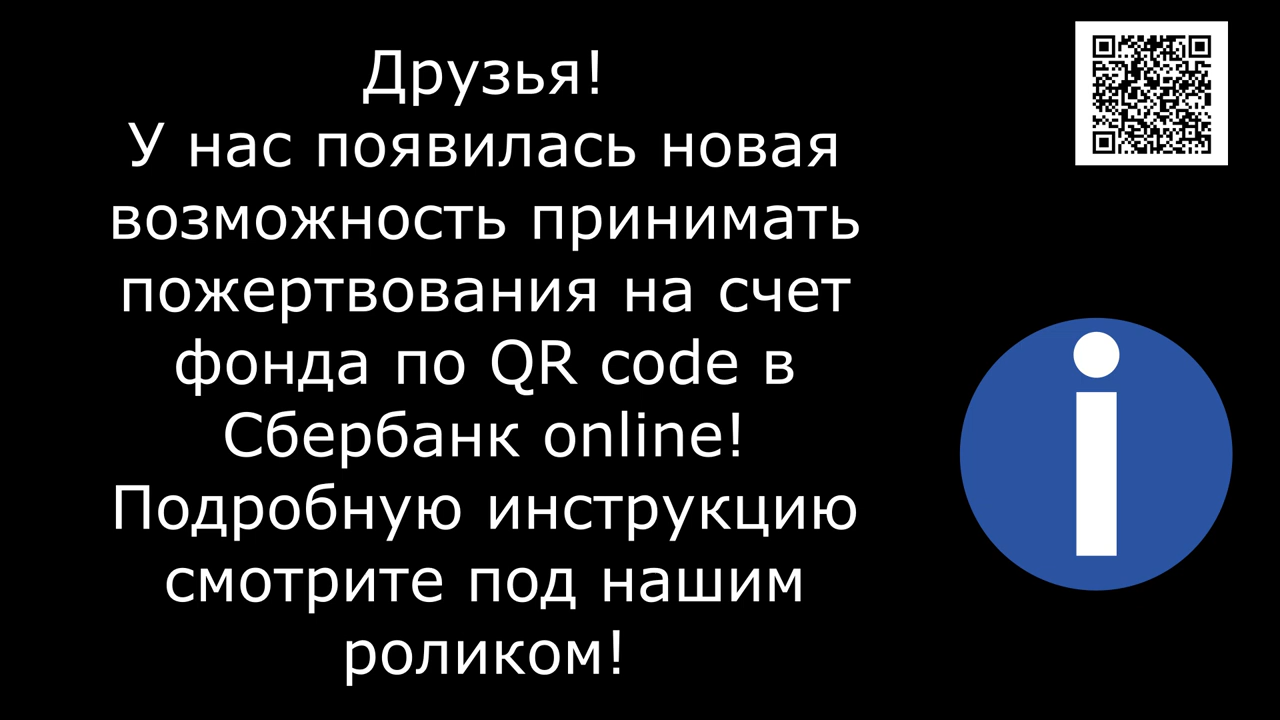 Друзья!
У нас появилась новая
возможность принимать
пожертвования на счет
фонда по QR code в
Сбербанк online!
Подробную инструкцию
смотрите под нашим
роликом!